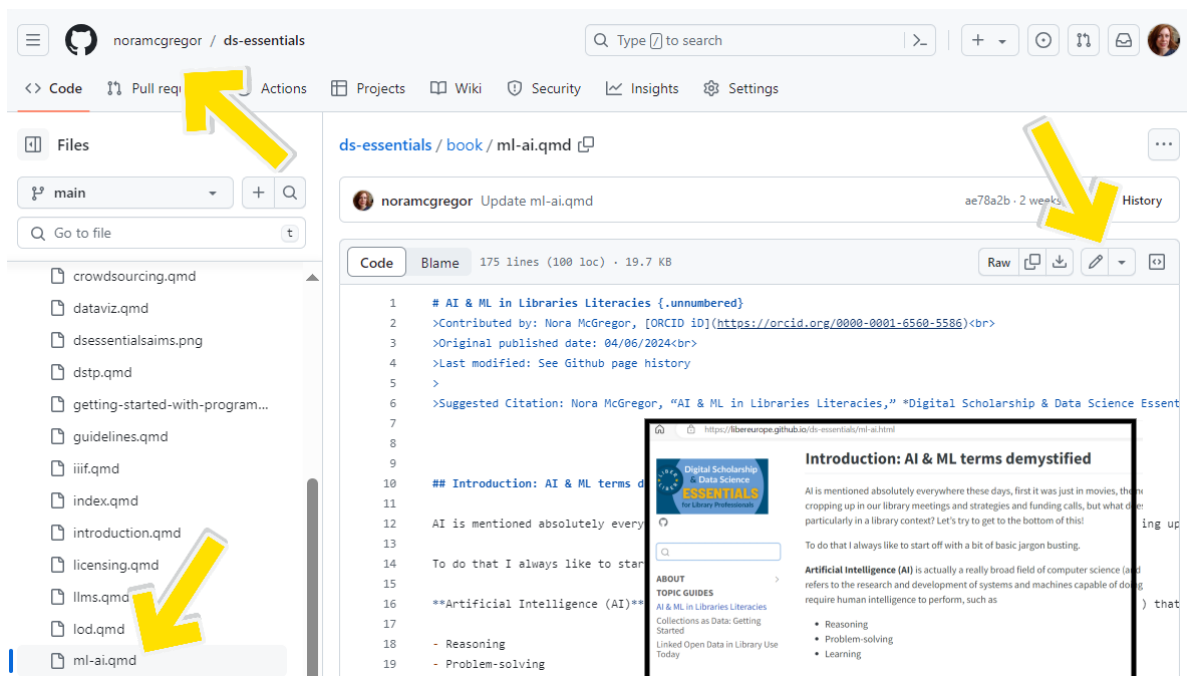 noramcgregor / ds-essentials
Type / to search
Code
Pull
Actions
Projects
Wiki
Security
Insights
Settings
Files
ds-essentials / book / ml-ai.qmd
main
noramcgregor Update ml-ai.qmd
ae78a2b · 2 weeks
History
Go to file
t
Code
Blame
175 lines (100 loc) · 19.7 KB
Raw
crowdsourcing.qmd
dataviz.qmd
dsessentialsaims.png
dstp.qmd
getting-started-with-program...
guidelines.qmd
iiif.qmd
index.qmd
introduction.qmd
licensing.qmd
llms.qmd
lod.qmd
ml-ai.qmd
1 # AI & ML in Libraries Literacies {.unnumbered}
2 >Contributed by: Nora McGregor, [ORCID iD](https://orcid.org/0000-0001-6560-5586)<br>
3 >Original published date: 04/06/2024<br>
4 >Last modified: See Github page history
5 >
6 >Suggested Citation: Nora McGregor, “AI & ML in Libraries Literacies,” *Digital Scholarship & Data Science Essent
7
8
9
10 ## Introduction: AI & ML terms d
11
12 AI is mentioned absolutely every
ing up
13
14 To do that I always like to star
15
16 **Artificial Intelligence (AI)**
) that
17
18 - Reasoning
19 - Problem-solving
https://libereurope.github.io/ds-essentials/ml-ai.html
Digital Scholarship
& Data Science
ESSENTIALS
for Library Professionals
ABOUT
TOPIC GUIDES
AI & ML in Libraries Literacies
Collections as Data: Getting
Started
Linked Open Data in Library Use
Today
Introduction: AI & ML terms demystified
AI is mentioned absolutely everywhere these days, first it was just in movies, the
cropping up in our library meetings and strategies and funding calls, but what
particularly in a library context? Let's try to get to the bottom of this!
To do that I always like to start off with a bit of basic jargon busting.
Artificial Intelligence (AI) is actually a really broad field of computer science
refers to the research and development of systems and machines capable of
require human intelligence to perform, such as
• Reasoning
• Problem-solving
• Learning